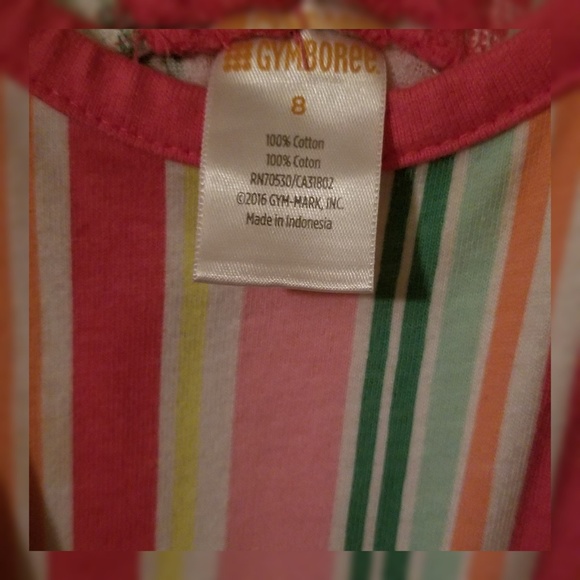 GYMBOREE
8
100% Cotton
100% Coton
RN70530/CA31802
©2016 GYM-MARK, INC.
Made in Indonesia